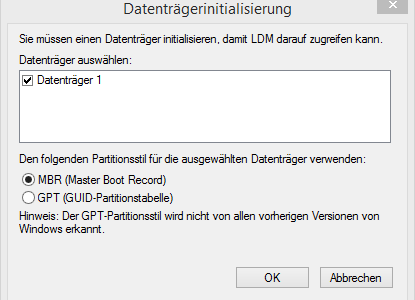 Datenträgerinitialisierung
Sie müssen einen Datenträger initialisieren, damit LDM darauf zugreifen kann.
Datenträger auswählen:
Datenträger 1
Den folgenden Partitionsstil für die ausgewählten Datenträger verwenden:
MBR (Master Boot Record)
GPT (GUID-Partitionstabelle)
Hinweis: Der GPT-Partitionsstil wird nicht von allen vorherigen Versionen von
Windows erkannt.
OK Abbrechen